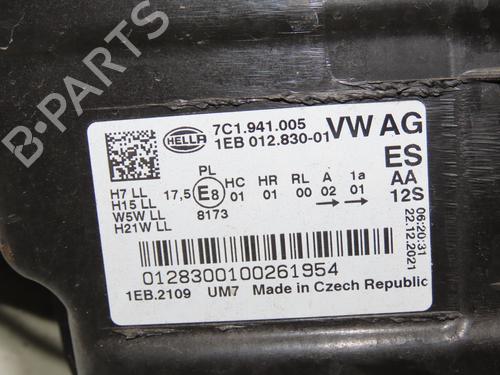 HELLA
7C1.941.005
1EB 012.830-01
VW AG
ES
AA
12S
H7 LL
H15 LL
W5W LL
H21W LL
17,5
PL
E8
8173
HC
01
HR
01
RL
00
A
02
1a
01
06:20:31
22.12.2021
0128300100261954
1EB.2109 UM7 Made in Czech Republic
B-PARTS